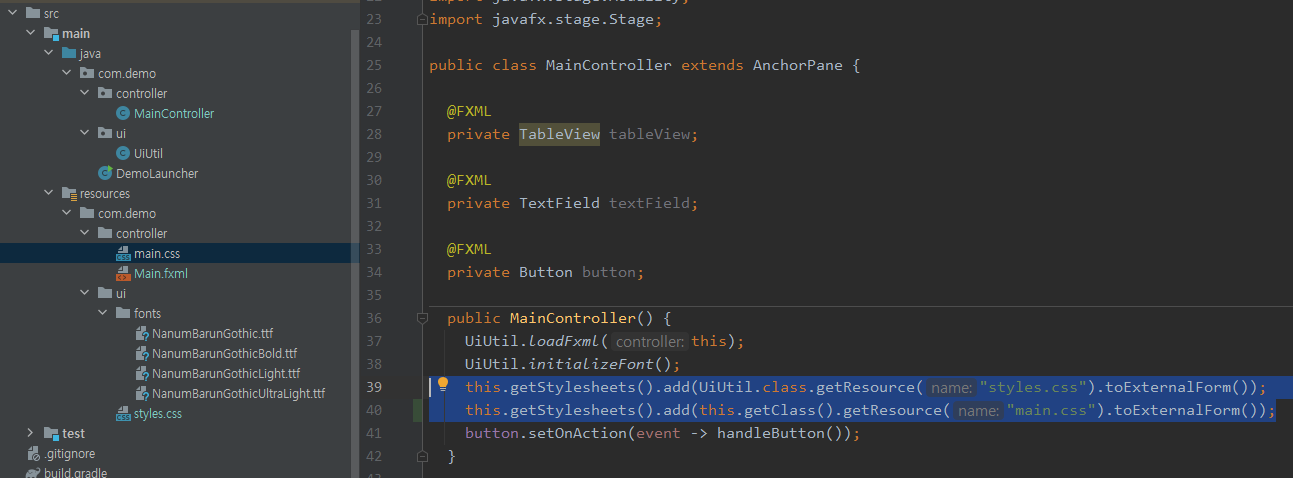 src
main
java
com.demo
controller
MainController
ui
UiUtil
DemoLauncher
resources
com.demo
controller
main.css
Main.fxml
ui
fonts
NanumBarunGothic.ttf
NanumBarunGothicBold.ttf
NanumBarunGothicLight.ttf
NanumBarunGothicUltraLight.ttf
styles.css
test
.gitignore
build.gradle
23 import javafx.stage.Stage;
24
25 public class MainController extends AnchorPane {
26
27 @FXML
28 private TableView tableView;
29
30 @FXML
31 private TextField textField;
32
33 @FXML
34 private Button button;
35
36 public MainController() {
37 UiUtil.loadFxml( controller: this);
38 UiUtil.initializeFont();
39 this.getStylesheets().add(UiUtil.class.getResource( name: "styles.css").toExternalForm());
40 this.getStylesheets().add(this.getClass().getResource( name: "main.css").toExternalForm());
41 button.setOnAction(event -> handleButton());
42 }